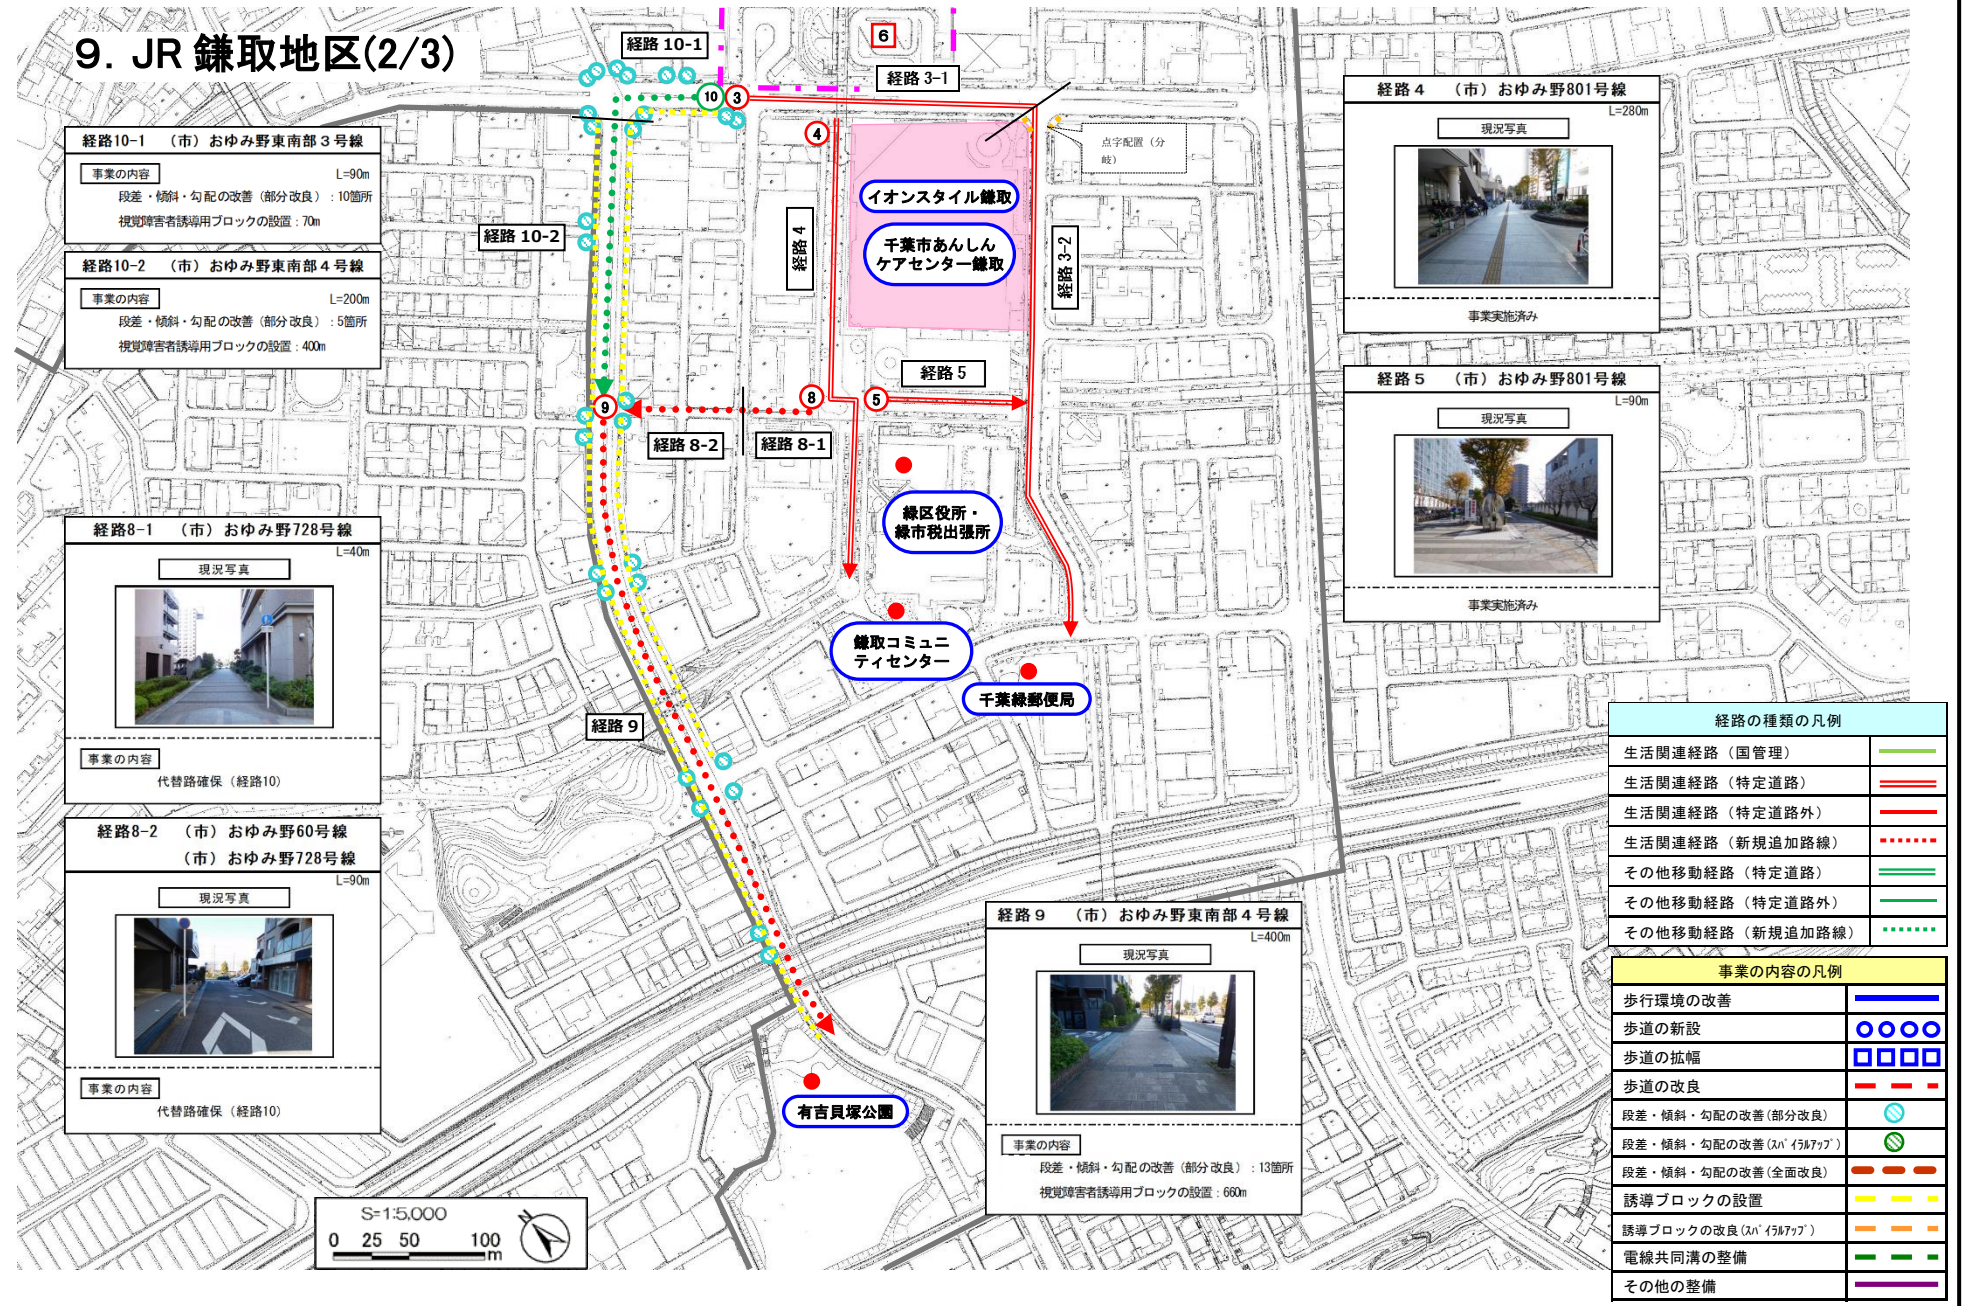 9. JR 鎌取地区(2/3)
経路 10-1
6
経路 3-1
10
3
4
点字配置（分
岐）
イオンスタイル鎌取
千葉市あんしん
ケアセンター鎌取
経路 4
経路 3-2
経路 10-2
経路 5
9
8
5
経路 8-2
経路 8-1
緑区役所・
緑市税出張所
鎌取コミュニ
ティセンター
千葉緑郵便局
経路 9
有吉貝塚公園
経路10-1　（市）おゆみ野東南部３号線
事業の内容
L=90m
段差・傾斜・勾配の改善（部分改良）：10箇所
視覚障害者誘導用ブロックの設置：70m
経路10-2　（市）おゆみ野東南部４号線
事業の内容
L=200m
段差・傾斜・勾配の改善（部分改良）：5箇所
視覚障害者誘導用ブロックの設置：400m
経路8-1　（市）おゆみ野728号線
L=40m
現況写真
事業の内容
代替路確保（経路10）
経路8-2　（市）おゆみ野60号線
（市）おゆみ野728号線
L=90m
現況写真
事業の内容
代替路確保（経路10）
経路４　（市）おゆみ野801号線
L=280m
現況写真
事業実施済み
経路５　（市）おゆみ野801号線
L=90m
現況写真
事業実施済み
経路９　（市）おゆみ野東南部４号線
L=400m
現況写真
事業の内容
段差・傾斜・勾配の改善（部分改良）：13箇所
視覚障害者誘導用ブロックの設置：660m
経路の種類の凡例
生活関連経路（国管理）
生活関連経路（特定道路）
生活関連経路（特定道路外）
生活関連経路（新規追加路線）
その他移動経路（特定道路）
その他移動経路（特定道路外）
その他移動経路（新規追加路線）
事業の内容の凡例
歩行環境の改善
歩道の新設
歩道の拡幅
歩道の改良
段差・傾斜・勾配の改善(部分改良)
段差・傾斜・勾配の改善(ｽﾊﾟｲﾗﾙｱｯﾌﾟ)
段差・傾斜・勾配の改善(全面改良)
誘導ブロックの設置
誘導ブロックの改良(ｽﾊﾟｲﾗﾙｱｯﾌﾟ)
電線共同溝の整備
その他の整備
S=1:5,000
0 25 50 100
m
N